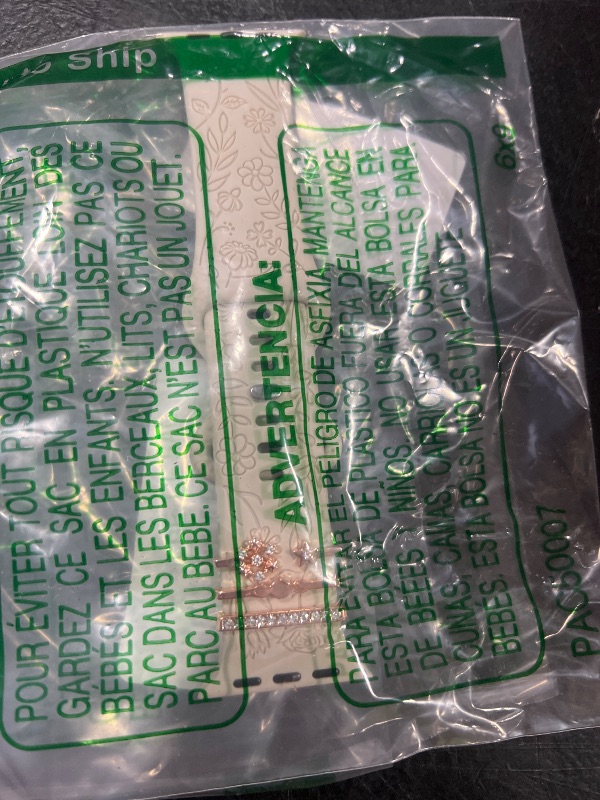 Ship
POUR ÉVITER TOUT RISQUE D'ÉTOUFFEMENT,
GARDEZ CE SAC EN PLASTIQUE LOIN DES
BÉBÉS ET LES ENFANTS. N'UTILISEZ PAS CE
SAC DANS LES BERCEAUX, LITS, CHARIOTS OU
PARC AU BEBE. CE SAC N'EST PAS UN JOUET.
ADVERTENCIA:
PARA EVITAR EL PELIGRO DE ASFIXIA, MANTENGA
ESTA BOLSA DE PLASTICO FUERA DEL ALCANCE
DE BEBES Y NIÑOS. NO USAR ESTA BOLSA EN
CUNAS, CAMAS, CARRIOLAS O CORRALES PARA
BEBES. ESTA BOLSA NO ES UN JUGUETE
6x9
PAC50007